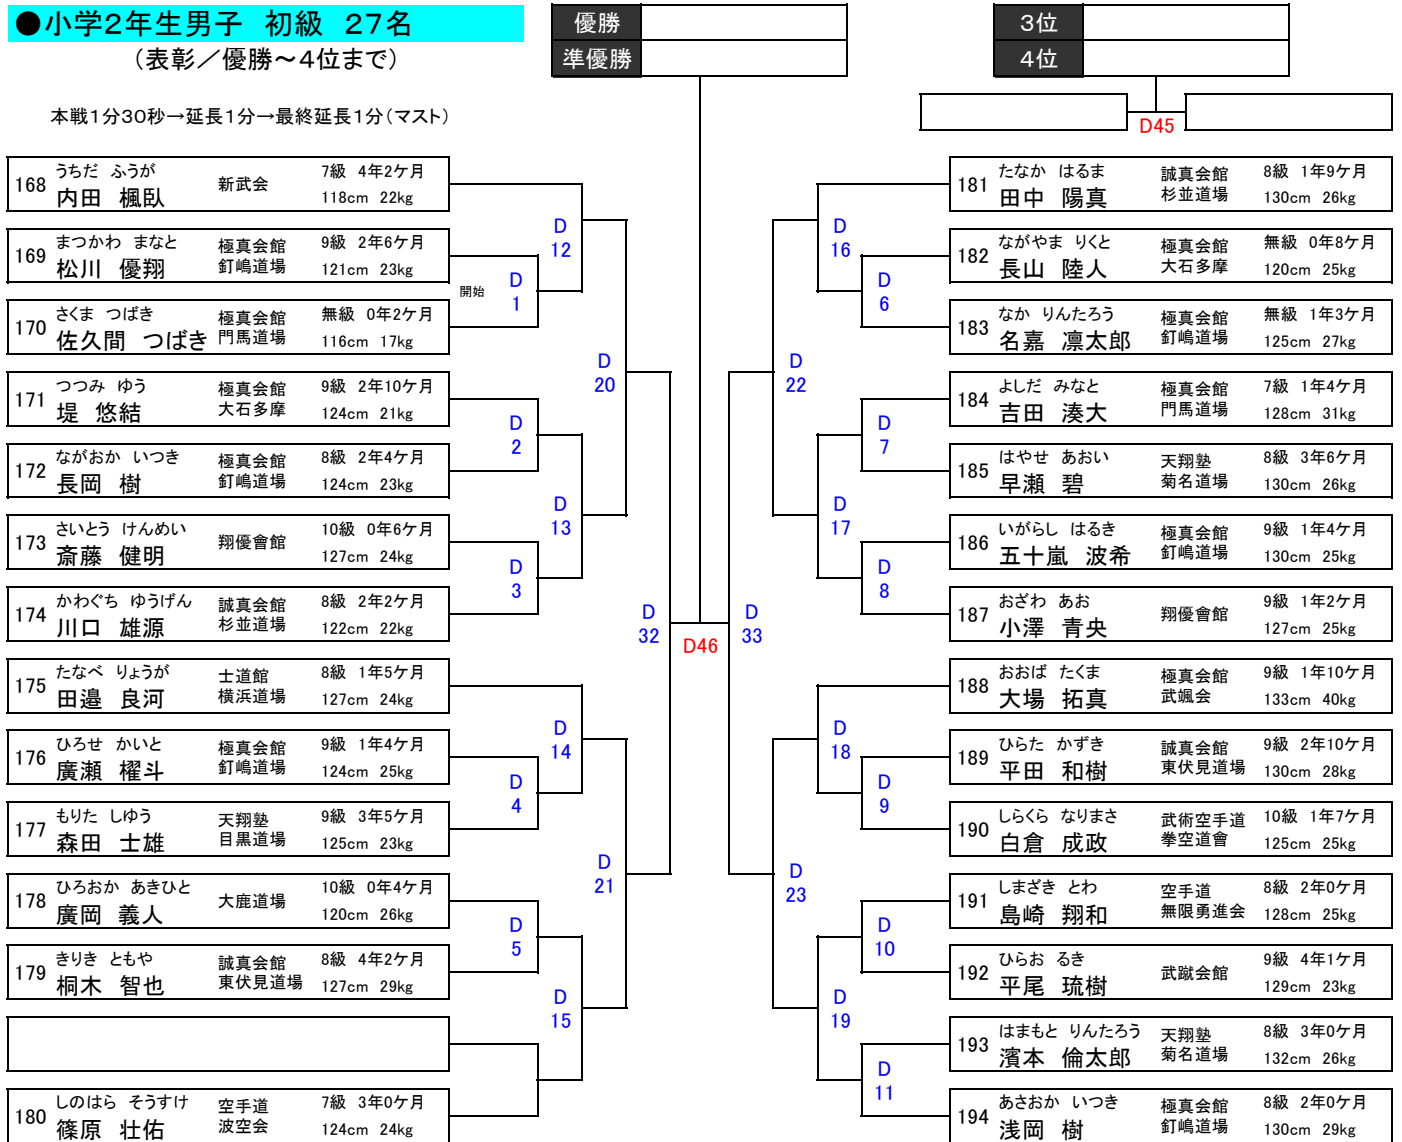 ●小学2年生男子 初級 27名
(表彰／優勝～4位まで)
本戦1分30秒→延長1分→最終延長1分(マスト)
優勝
準優勝
3位
4位
D45
168 うちだ ふうが 内田 楓臥 新武会 7級 4年2ケ月 118cm 22kg
169 まつかわ まなと 松川 優翔 極真会館 釘嶋道場 9級 2年6ケ月 121cm 23kg
170 さくま つばき 佐久間 つばき 極真会館 門馬道場 無級 0年2ケ月 116cm 17kg
171 つつみ ゆう 堤 悠結 極真会館 大石多摩 9級 2年10ケ月 124cm 21kg
172 ながおか いつき 長岡 樹 極真会館 釘嶋道場 8級 2年4ケ月 124cm 23kg
173 さいとう けんめい 斎藤 健明 翔優會館 10級 0年6ケ月 127cm 24kg
174 かわぐち ゆうげん 川口 雄源 誠真会館 杉並道場 8級 2年2ケ月 122cm 22kg
175 たなべ りょうが 田邉 良河 士道館 横浜道場 8級 1年5ケ月 127cm 24kg
176 ひろせ かいと 廣瀬 櫂斗 極真会館 釘嶋道場 9級 1年4ケ月 124cm 25kg
177 もりた しゆう 森田 士雄 天翔塾 目黒道場 9級 3年5ケ月 125cm 23kg
178 ひろおか あきひと 廣岡 義人 大鹿道場 10級 0年4ケ月 120cm 26kg
179 きりき ともや 桐木 智也 誠真会館 東伏見道場 8級 4年2ケ月 127cm 29kg
180 しのはら そうすけ 篠原 壮佑 空手道 波空会 7級 3年0ケ月 124cm 24kg
開始
D 1
D 2
D 3
D 4
D 5
D 12
D 13
D 14
D 15
D 20
D 21
D 32
D46
D 33
D 22
D 23
D 16
D 17
D 18
D 19
D 6
D 7
D 8
D 9
D 10
D 11
181 たなか はるま 田中 陽真 誠真会館 杉並道場 8級 1年9ケ月 130cm 26kg
182 ながやま りくと 長山 陸人 極真会館 大石多摩 無級 0年8ケ月 120cm 25kg
183 なか りんたろう 名嘉 凛太郎 極真会館 釘嶋道場 無級 1年3ケ月 125cm 27kg
184 よしだ みなと 吉田 湊大 極真会館 門馬道場 7級 1年4ケ月 128cm 31kg
185 はやせ あおい 早瀬 碧 天翔塾 菊名道場 8級 3年6ケ月 130cm 26kg
186 いがらし はるき 五十嵐 波希 極真会館 釘嶋道場 9級 1年4ケ月 130cm 25kg
187 おざわ あお 小澤 青央 翔優會館 9級 1年2ケ月 127cm 25kg
188 おおば たくま 大場 拓真 極真会館 武颯会 9級 1年10ケ月 133cm 40kg
189 ひらた かずき 平田 和樹 誠真会館 東伏見道場 9級 2年10ケ月 130cm 28kg
190 しらくら なりまさ 白倉 成政 武術空手道 拳空道會 10級 1年7ケ月 125cm 25kg
191 しまざき とわ 島崎 翔和 空手道 無限勇進会 8級 2年0ケ月 128cm 25kg
192 ひらお るき 平尾 琉樹 武蹴会館 9級 4年1ケ月 129cm 23kg
193 はまもと りんたろう 濱本 倫太郎 天翔塾 菊名道場 8級 3年0ケ月 132cm 26kg
194 あさおか いつき 浅岡 樹 極真会館 釘嶋道場 8級 2年0ケ月 130cm 29kg